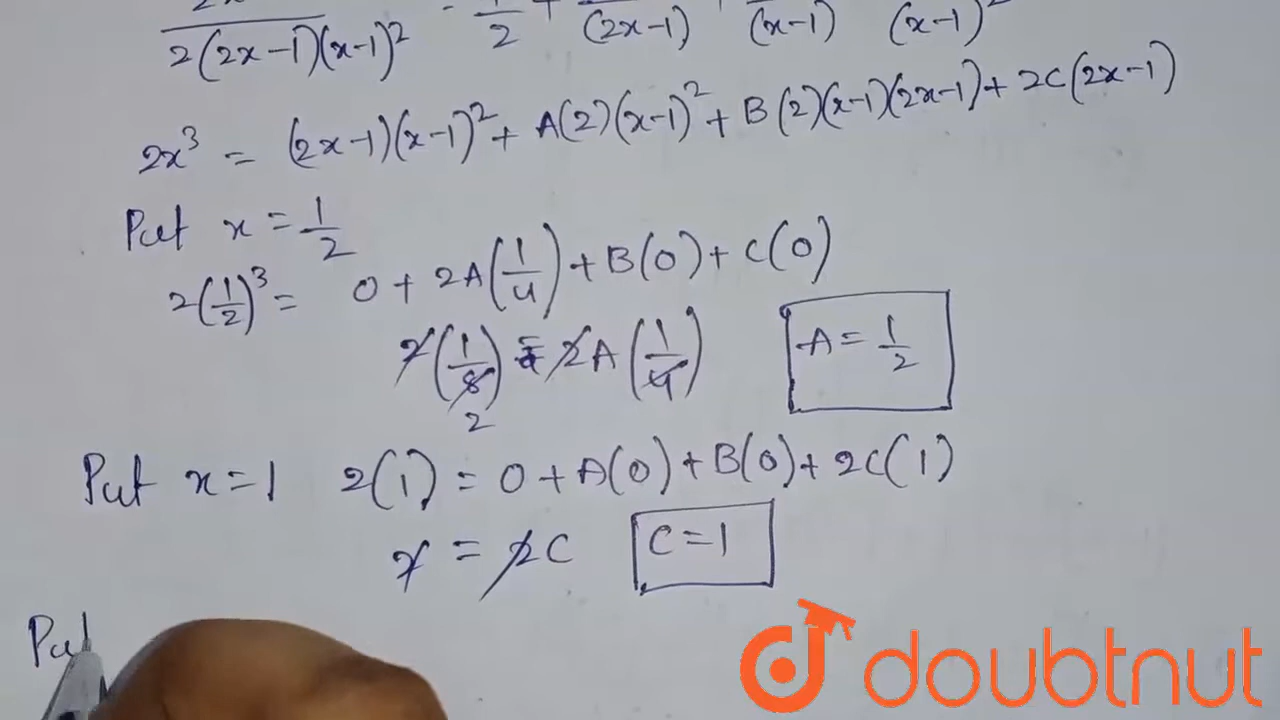 2(2x-1)(x-1)² - 1/2 + (2x-1) (x-1) (x-1)²
2x³ = (2x-1)(x-1)² + A(2)(x-1)² + B(2)(x-1)(2x-1) + 2C(2x-1)
Put x = 1/2
2(1/2)³ = 0 + 2A(1/4) + B(0) + C(0)
2(1/8) = 2A(1/4) A = 1/2
2
Put x=1 2(1) = 0 + A(0) + B(0) + 2C(1)
2 = 2C C=1
Put
doubtnut